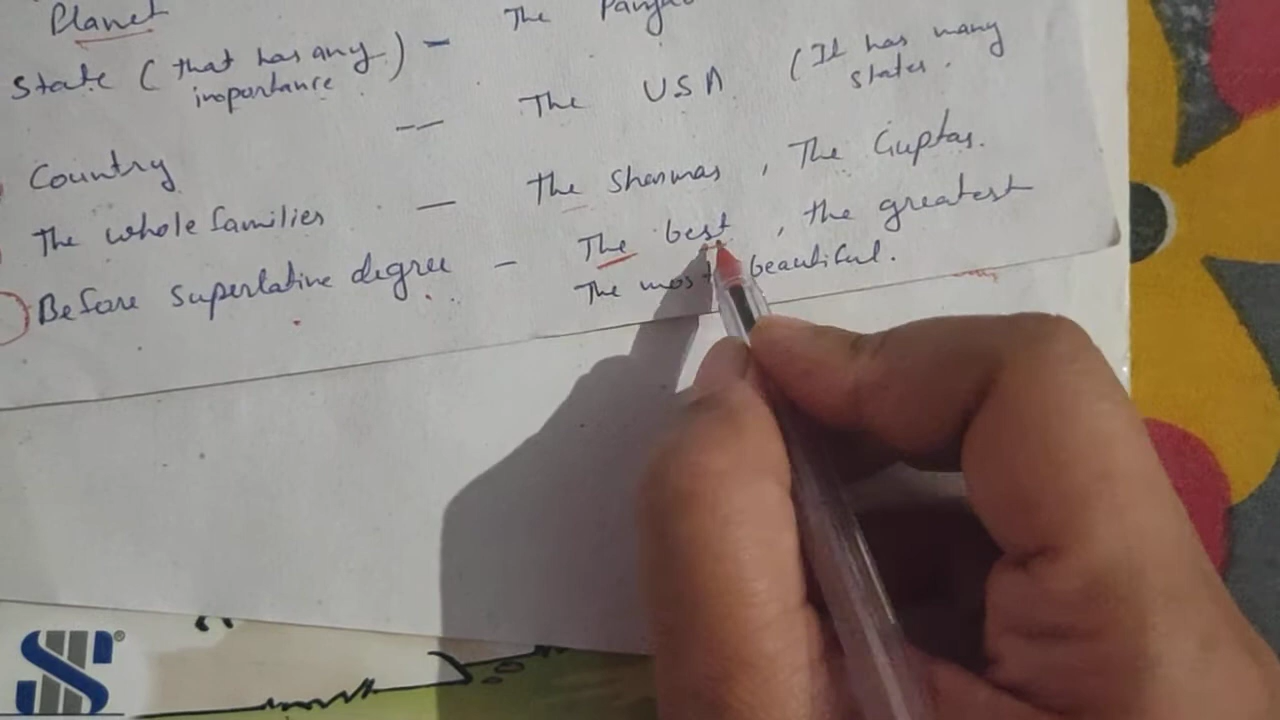 Planet
State (that has any importance) - The Panjab
Country -- The USA (It has many states.
The whole families - The Sharmas, The Guptas.
Before superlative degree - The best, the greatest
The most beautiful.